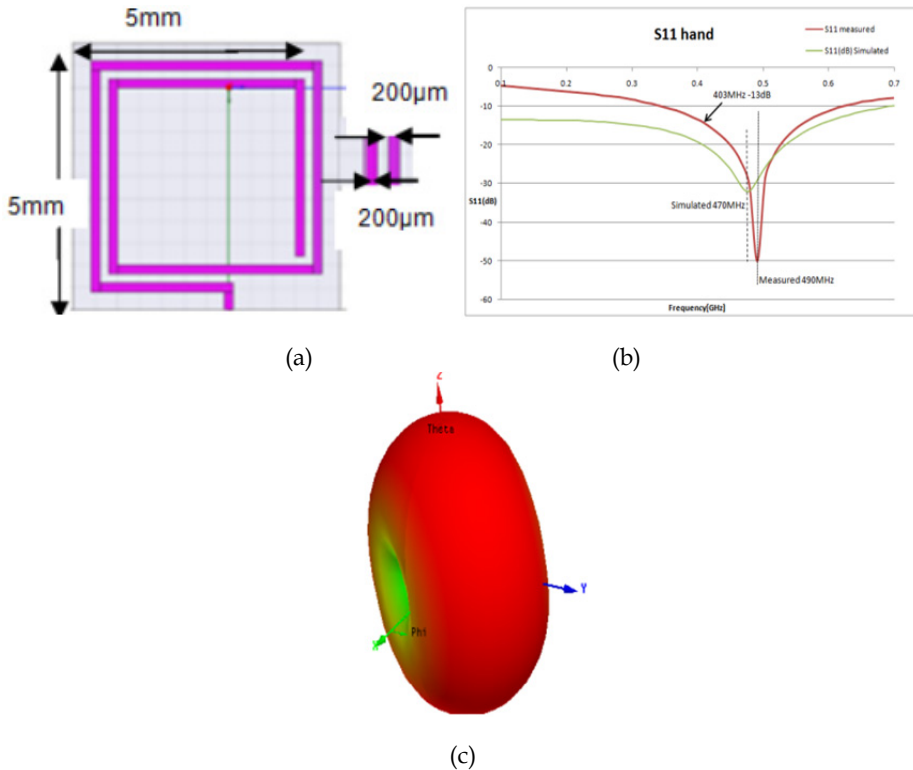 5mm
5mm
200µm
200µm
(a)
S11 hand
S11 measured
S11(dB) Simulated
0
-10
-20
-30
-40
-50
-60
0.1
0.2
0.3
0.4
0.5
0.6
0.7
403MHz -13dB
S11(dB)
Simulated 470MHz
Measured 490MHz
Frequency[GHz)
(b)
Z
Theta
Y
Phi
X
(c)